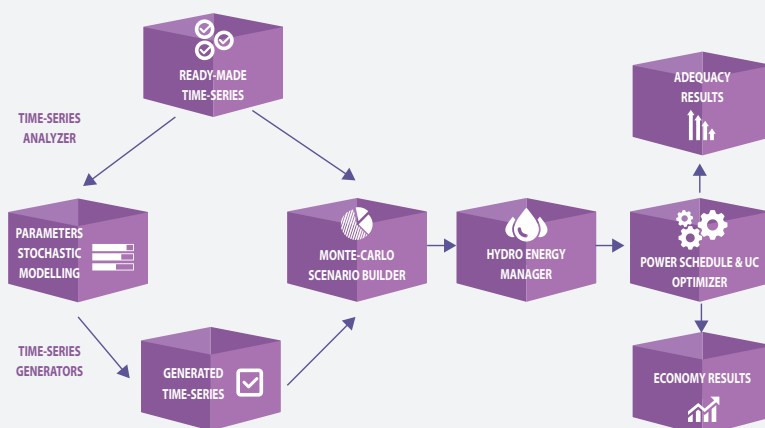 READY-MADE
TIME-SERIES
ADEQUACY
RESULTS
TIME-SERIES
ANALYZER
PARAMETERS
STOCHASTIC
MODELLING
MONTE-CARLO
SCENARIO BUILDER
HYDRO ENERGY
MANAGER
POWER SCHEDULE & UC
OPTIMIZER
TIME-SERIES
GENERATORS
GENERATED
TIME-SERIES
ECONOMY RESULTS